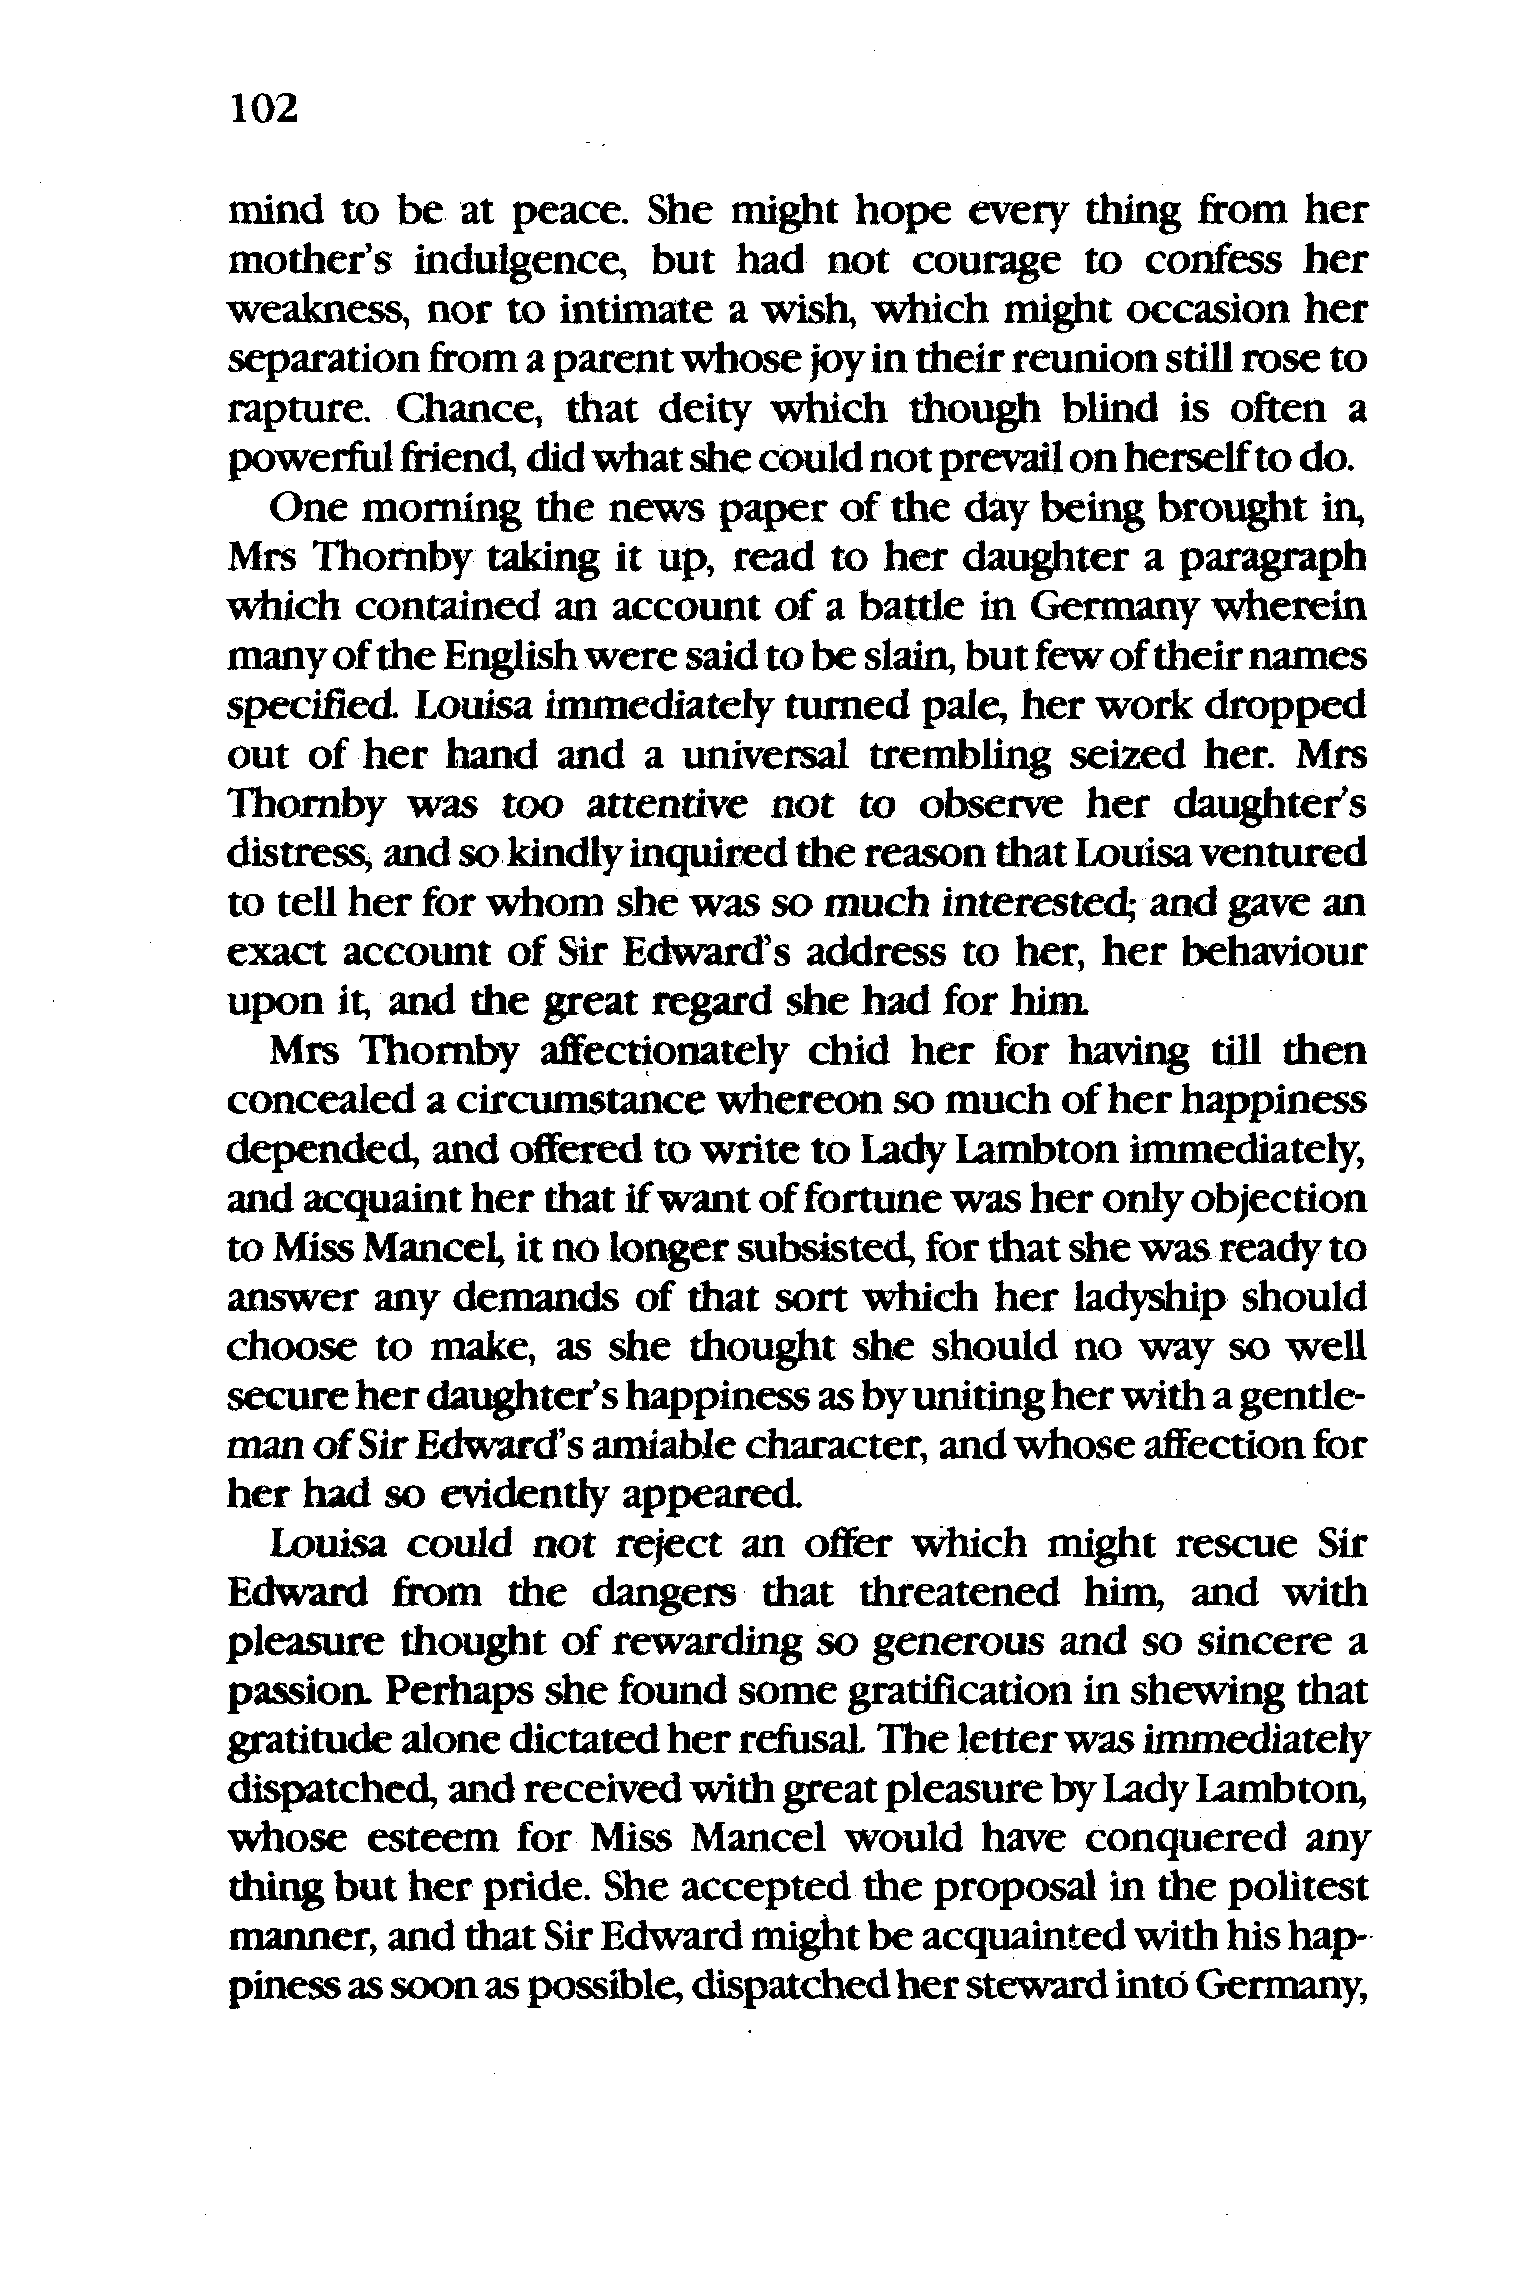 102
mind to be at peace. She might hope every thing from her
mother's indulgence, but had not courage to confess her
weakness, nor to intimate a wish, which might occasion her
separation from a parent whose joy in their reunion still rose to
rapture. Chance, that deity which though blind is often a
powerful friend, did what she could not prevail on herself to do.
One morning the news paper of the day being brought in,
Mrs Thornby taking it up, read to her daughter a paragraph
which contained an account of a battle in Germany wherein
many of the English were said to be slain, but few of their names
specified. Louisa immediately turned pale, her work dropped
out of her hand and a universal trembling seized her. Mrs
Thornby was too attentive not to observe her daughter's
distress, and so kindly inquired the reason that Louisa ventured
to tell her for whom she was so much interested; and gave an
exact account of Sir Edward's address to her, her behaviour
upon it, and the great regard she had for him.
Mrs Thornby affectionately chid her for having till then
concealed a circumstance whereon so much of her happiness
depended, and offered to write to Lady Lambton immediately,
and acquaint her that if want of fortune was her only objection
to Miss Mancel, it no longer subsisted, for that she was ready to
answer any demands of that sort which her ladyship should
choose to make, as she thought she should no way so well
secure her daughter's happiness as by uniting her with a gentle-
man of Sir Edward's amiable character, and whose affection for
her had so evidently appeared.
Louisa could not reject an offer which might rescue Sir
Edward from the dangers that threatened him, and with
pleasure thought of rewarding so generous and so sincere a
passion. Perhaps she found some gratification in shewing that
gratitude alone dictated her refusal. The letter was immediately
dispatched, and received with great pleasure by Lady Lambton,
whose esteem for Miss Mancel would have conquered any
thing but her pride. She accepted the proposal in the politest
manner, and that Sir Edward might be acquainted with his hap-
piness as soon as possible, dispatched her steward into Germany,